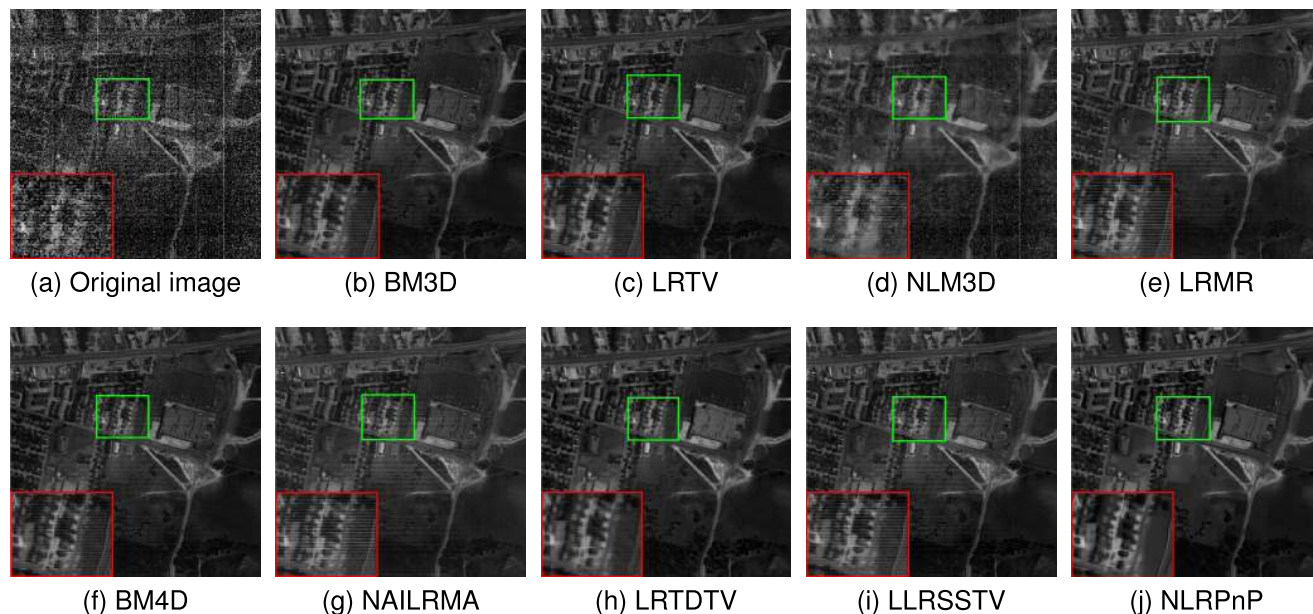 (a) Original image
(b) BM3D
(c) LRTV
(d) NLM3D
(e) LRMR
(f) BM4D
(g) NAILRMA
(h) LRTDTV
(i) LLRSSTV
(j) NLRPnP